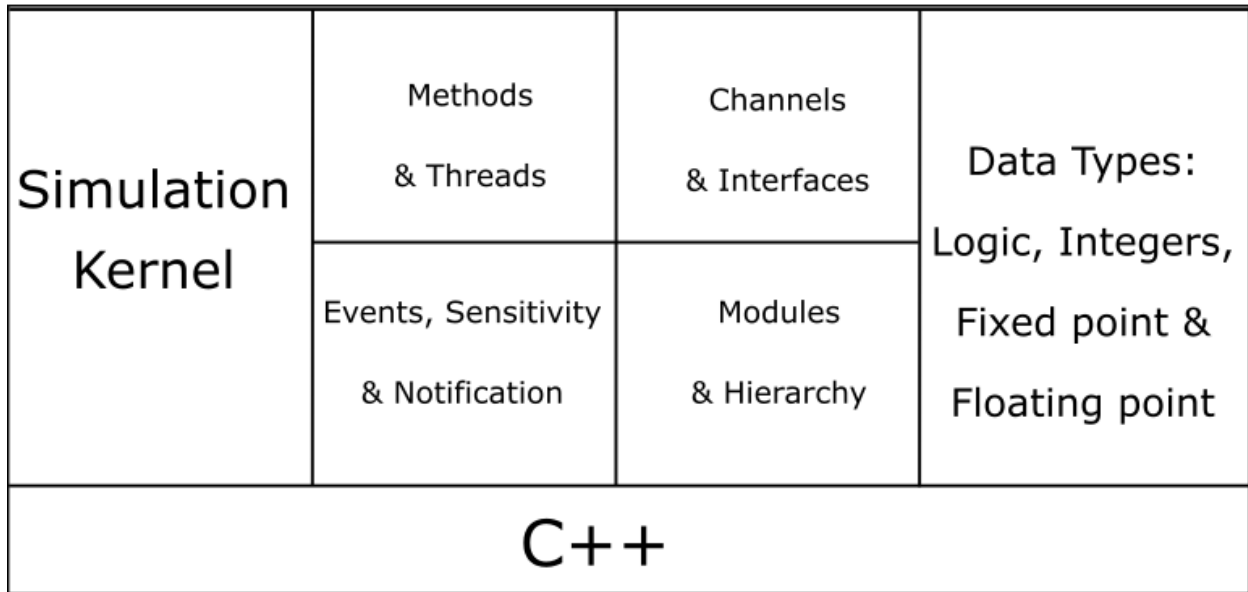 Simulation
Kernel
Methods
& Threads
Channels
& Interfaces
Events, Sensitivity
& Notification
Modules
& Hierarchy
Data Types:
Logic, Integers,
Fixed point &
Floating point
C++